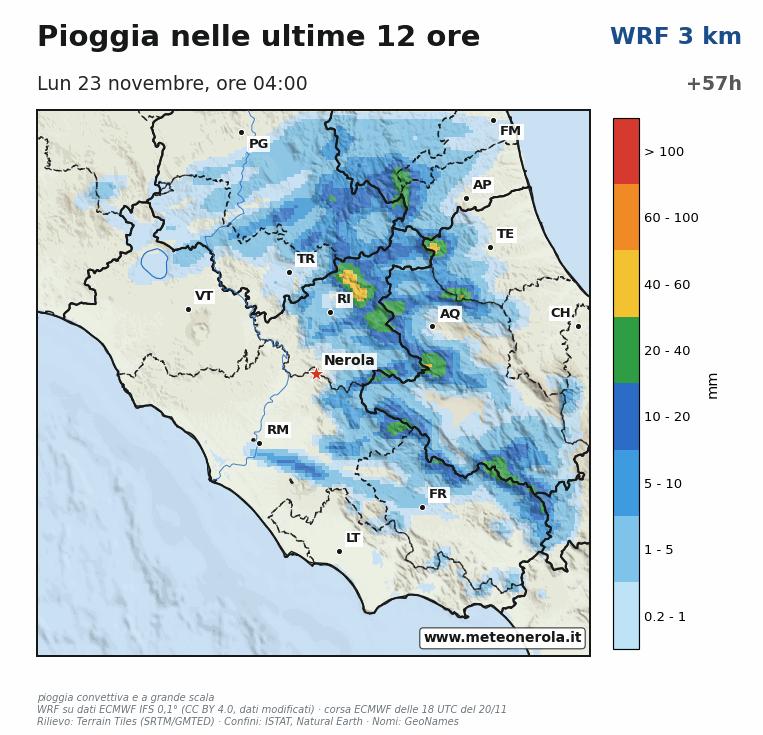 Pioggia nelle ultime 12 ore
WRF 3 km
Lun 23 novembre, ore 04:00
+57h
PG
FM
AP
TE
TR
VT
RI
AQ
CH
Nerola
RM
FR
LT
www.meteonerola.it
> 100
60 - 100
40 - 60
20 - 40
10 - 20
5 - 10
1 - 5
0.2 - 1
mm
pioggia convettiva e a grande scala
WRF su dati ECMWF IFS 0,1° (CC BY 4.0, dati modificati) · corsa ECMWF delle 18 UTC del 20/11
Rilievo: Terrain Tiles (SRTM/GMTED) · Confini: ISTAT, Natural Earth · Nomi: GeoNames